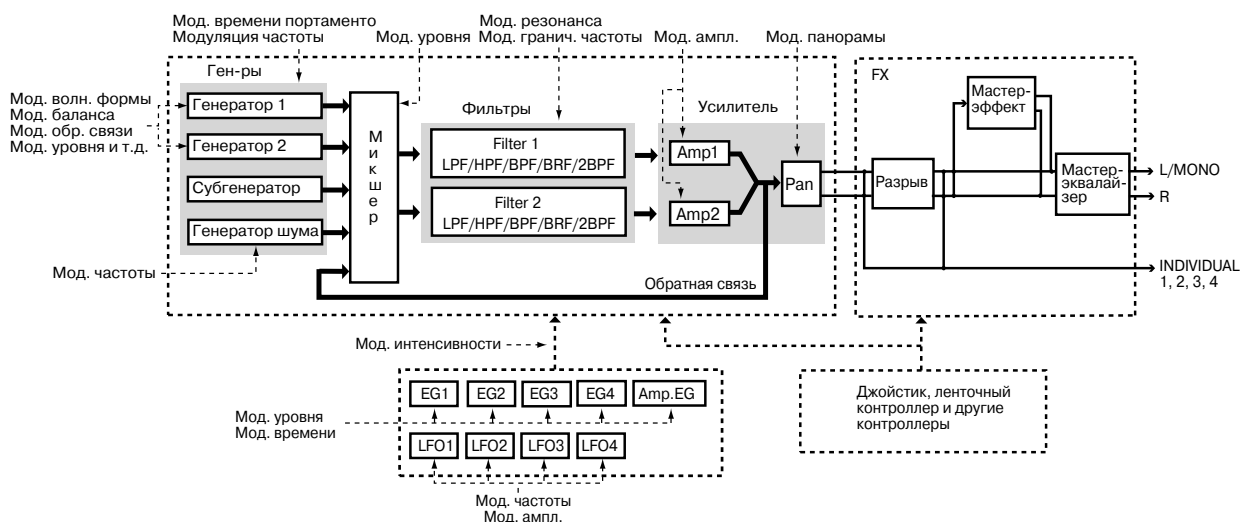 Мод. времени портаменто
Модуляция частоты
Мод. уровня
Мод. резонанса
Мод. гранич. частоты
Мод. ампл.
Мод. панорамы
Ген-ры
FX
Мод. волн. формы
Мод. баланса
Мод. обр. связи
Мод. уровня и т.д.
Генератор 1
Генератор 2
Субгенератор
Генератор шума
Мод. частоты
Микшер
Фильтры
Filter 1
LPF/HPF/BPF/BRF/2BPF
Filter 2
LPF/HPF/BPF/BRF/2BPF
Усилитель
Amp1
Amp2
Pan
Обратная связь
Разрыв
Мастер-
эффект
Мастер-
эквалай-
зер
L/MONO
R
INDIVIDUAL
1, 2, 3, 4
Мод. интенсивности
EG1
EG2
EG3
EG4
Amp.EG
Мод. уровня
Мод. времени
LFO1
LFO2
LFO3
LFO4
Мод. частоты
Мод. ампл.
Джойстик, ленточный
контроллер и другие
контроллеры